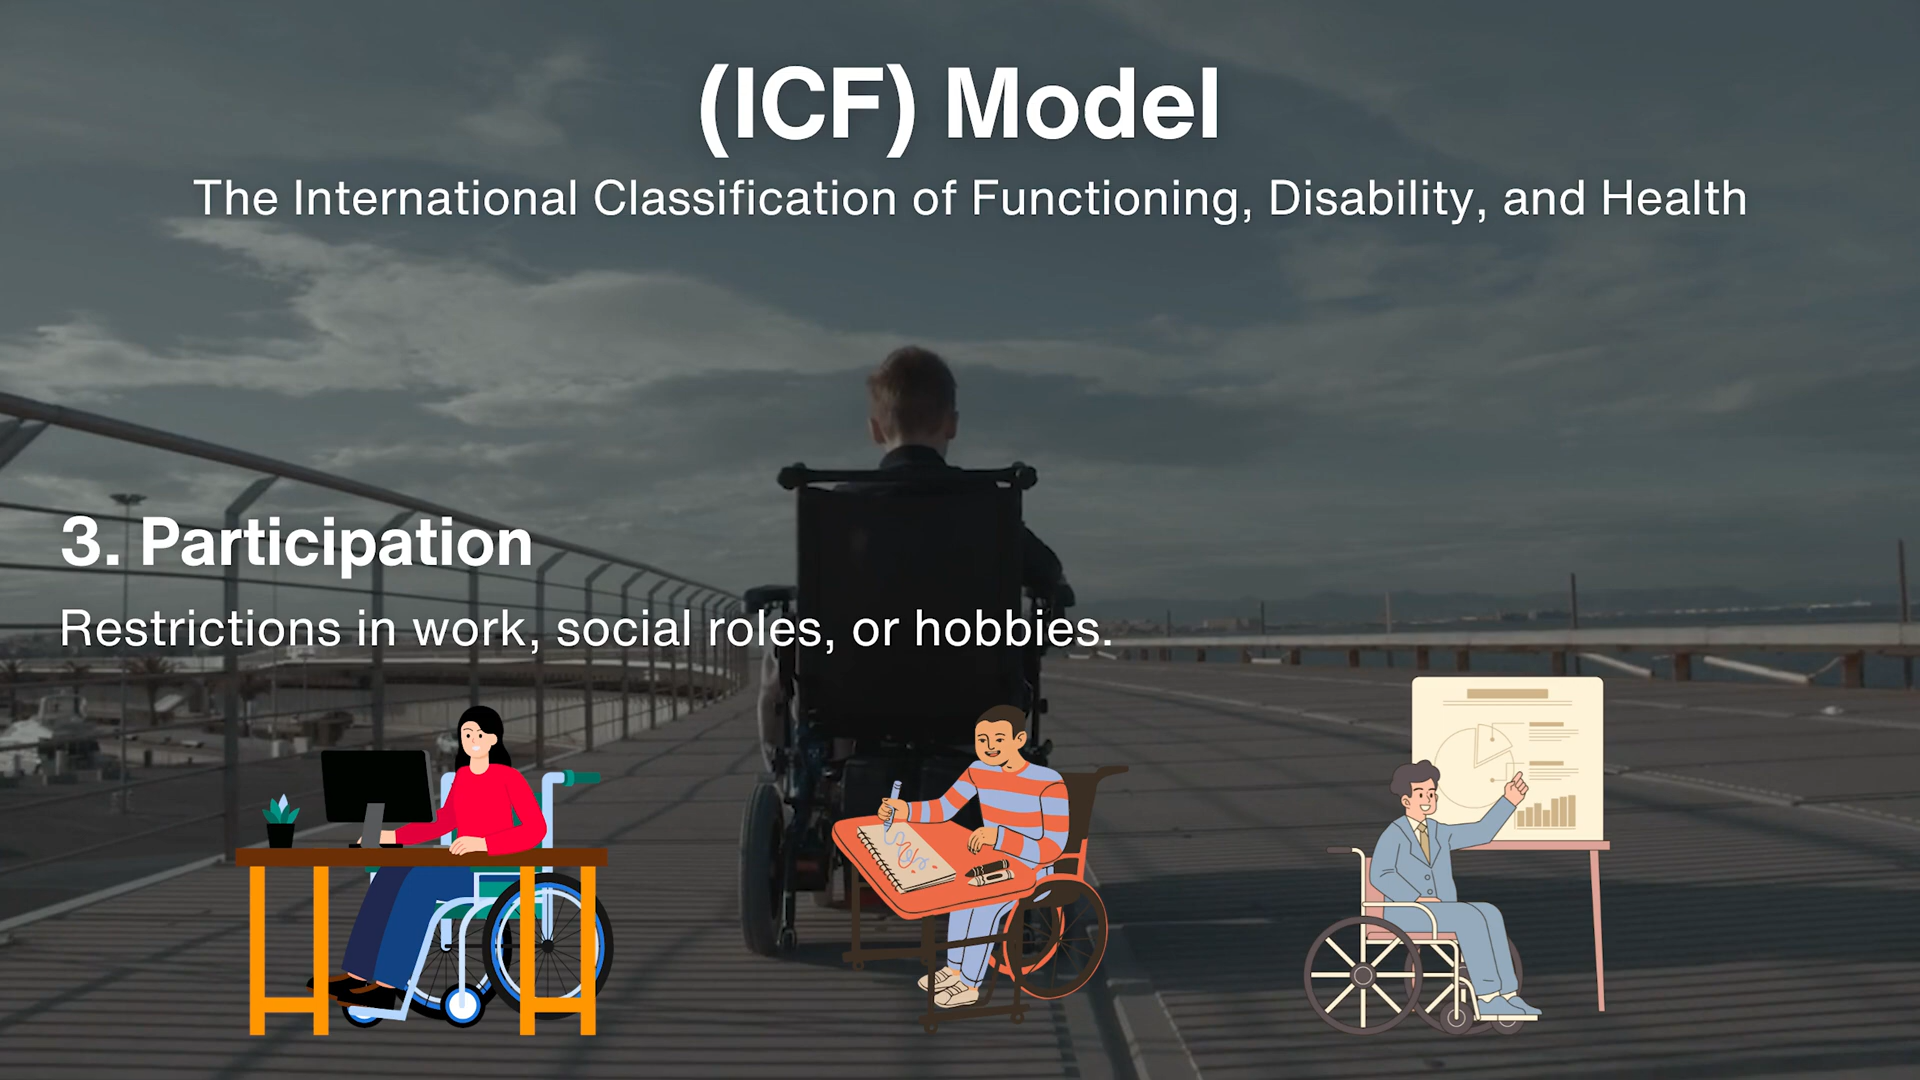 (ICF) Model
The International Classification of Functioning, Disability, and Health
3. Participation
Restrictions in work, social roles, or hobbies.